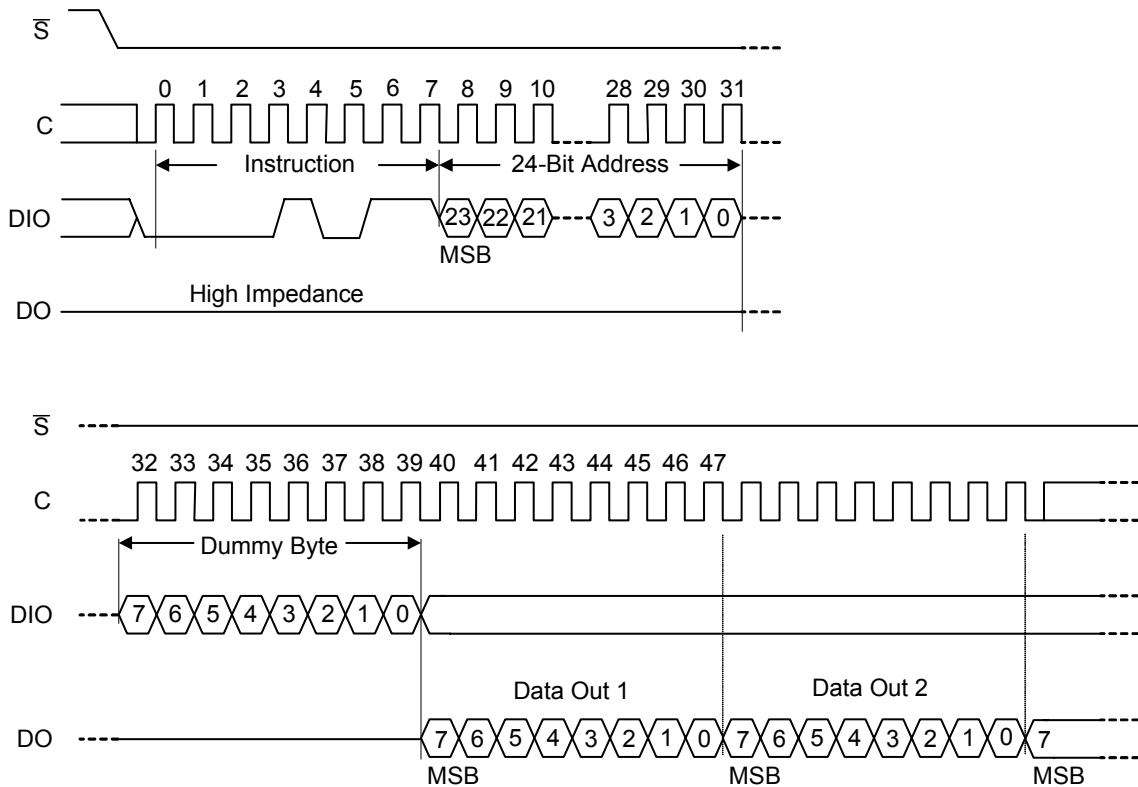 S̅
0 1 2 3 4 5 6 7 8 9 10 28 29 30 31
C
Instruction 24-Bit Address
DIO 23 22 21 3 2 1 0
MSB
High Impedance
DO
S̅
32 33 34 35 36 37 38 39 40 41 42 43 44 45 46 47
C
Dummy Byte
DIO 7 6 5 4 3 2 1 0
Data Out 1 Data Out 2
DO 7 6 5 4 3 2 1 0 7 6 5 4 3 2 1 0 7
MSB MSB MSB